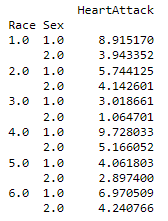 HeartAttack
Race Sex
1.0 1.0 8.915170
2.0 3.943352
2.0 1.0 5.744125
2.0 4.142601
3.0 1.0 3.018661
2.0 1.064701
4.0 1.0 9.728033
2.0 5.166052
5.0 1.0 4.061803
2.0 2.897400
6.0 1.0 6.970509
2.0 4.240766